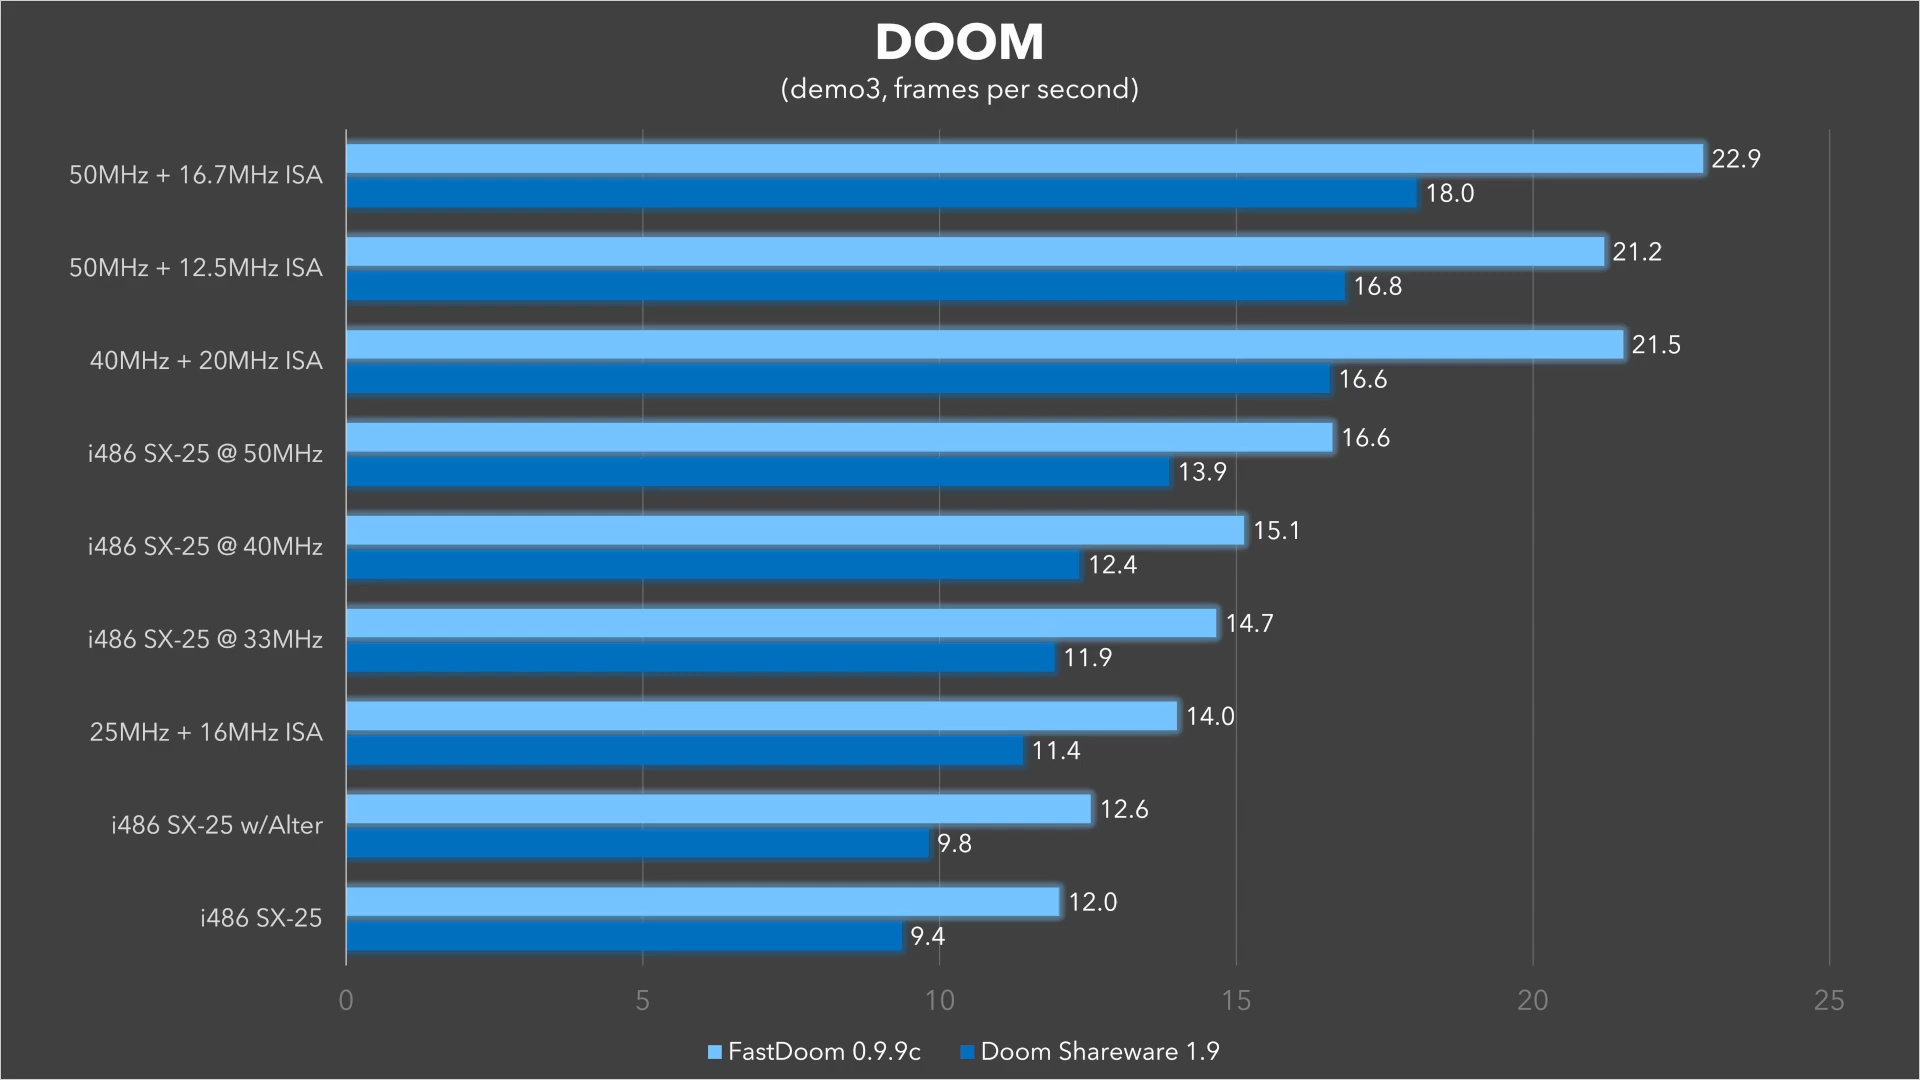 DOOM
(demo3, frames per second)
50MHz + 16.7MHz ISA
22.9
18.0
50MHz + 12.5MHz ISA
21.2
16.8
40MHz + 20MHz ISA
21.5
16.6
i486 SX-25 @ 50MHz
16.6
13.9
i486 SX-25 @ 40MHz
15.1
12.4
i486 SX-25 @ 33MHz
14.7
11.9
25MHz + 16MHz ISA
14.0
11.4
i486 SX-25 w/Alter
12.6
9.8
i486 SX-25
12.0
9.4
0 5 10 15 20 25
FastDoom 0.9.9c Doom Shareware 1.9